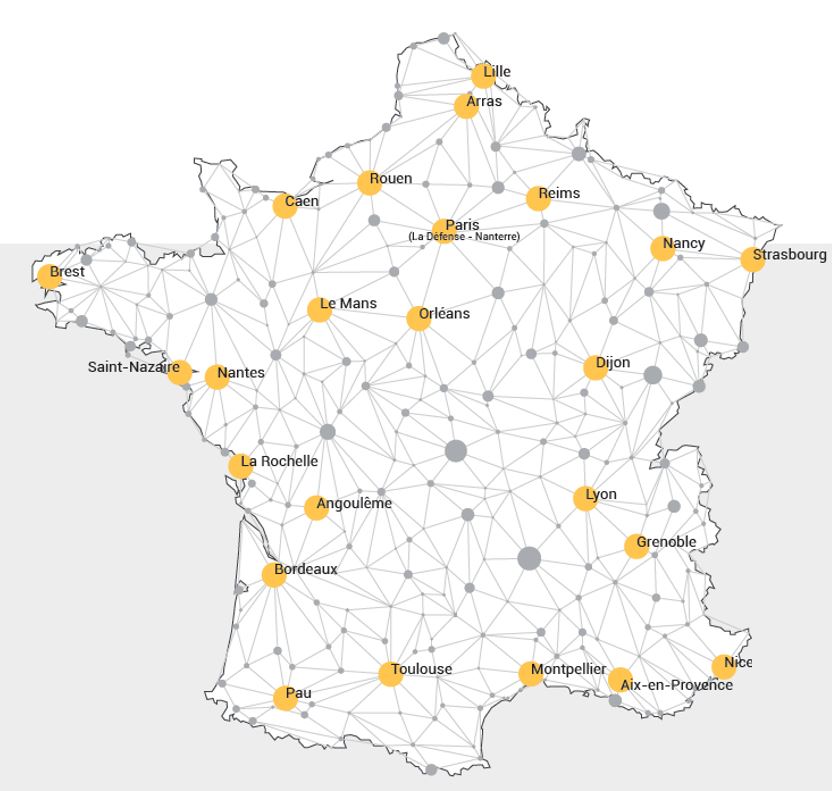 Lille
Arras
Rouen
Reims
Caen
Paris
(La Défense - Nanterre)
Nancy
Strasbourg
Brest
Le Mans
Orléans
Dijon
Saint-Nazaire
Nantes
La Rochelle
Lyon
Angoulême
Grenoble
Bordeaux
Nice
Toulouse
Montpellier
Aix-en-Provence
Pau